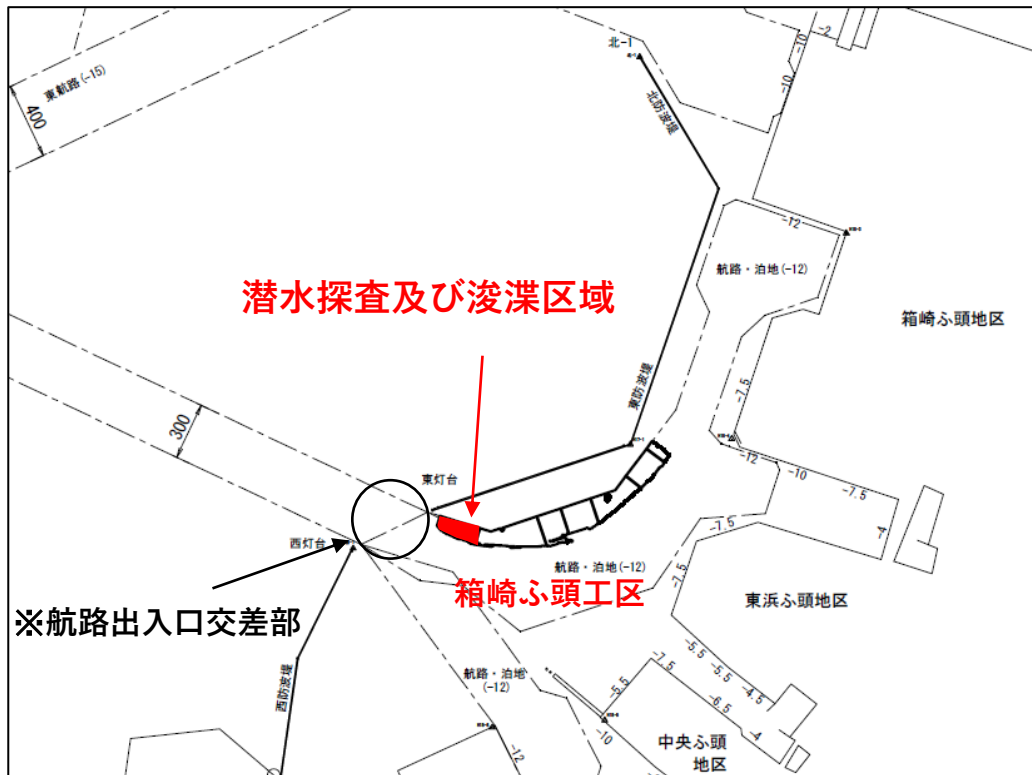 -2
北-1
-10
東航路(-15)
-10
400
北防波堤
-12
航路・泊地(-12)
潜水探査及び浚渫区域
箱崎ふ頭地区
東防波堤
-7.5
300
東灯台
-12
-10
-7.5
-7.5
-4
西灯台
航路・泊地(-12)
-7.5
箱崎ふ頭工区
東浜ふ頭地区
※航路出入口交差部
-5.5
-5.5
-4.5
-7.5
航路・泊地
(-12)
-5.5
-6.5
西防波堤
-4
-10
中央ふ頭
地区
-12